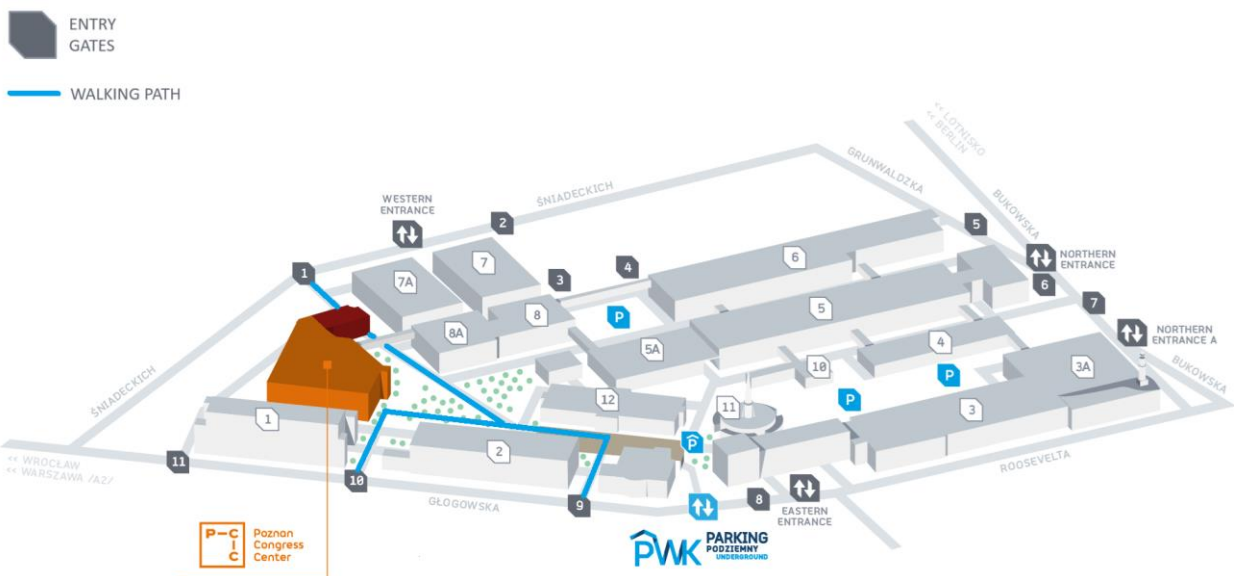 ENTRY
GATES
WALKING PATH
<< LOTNISKO
<< BERLIN
GRUNWALDZKA
BUKOWSKA
ŚNIADECKICH
WESTERN
ENTRANCE
2
5
1
7
7A
3
4
6
NORTHERN
ENTRANCE
6
7
8A
8
P
5
NORTHERN
ENTRANCE A
5A
4
3A
BUKOWSKA
10
P
ŚNIADECKICH
12
11
P
3
1
2
P
<< WROCŁAW
<< WARSZAWA /A2/
11
10
GŁOGOWSKA
9
8
EASTERN
ENTRANCE
ROOSEVELTA
P-C
I
C
Poznan
Congress
Center
PWK PARKING
PODZIEMNY
UNDERGROUND